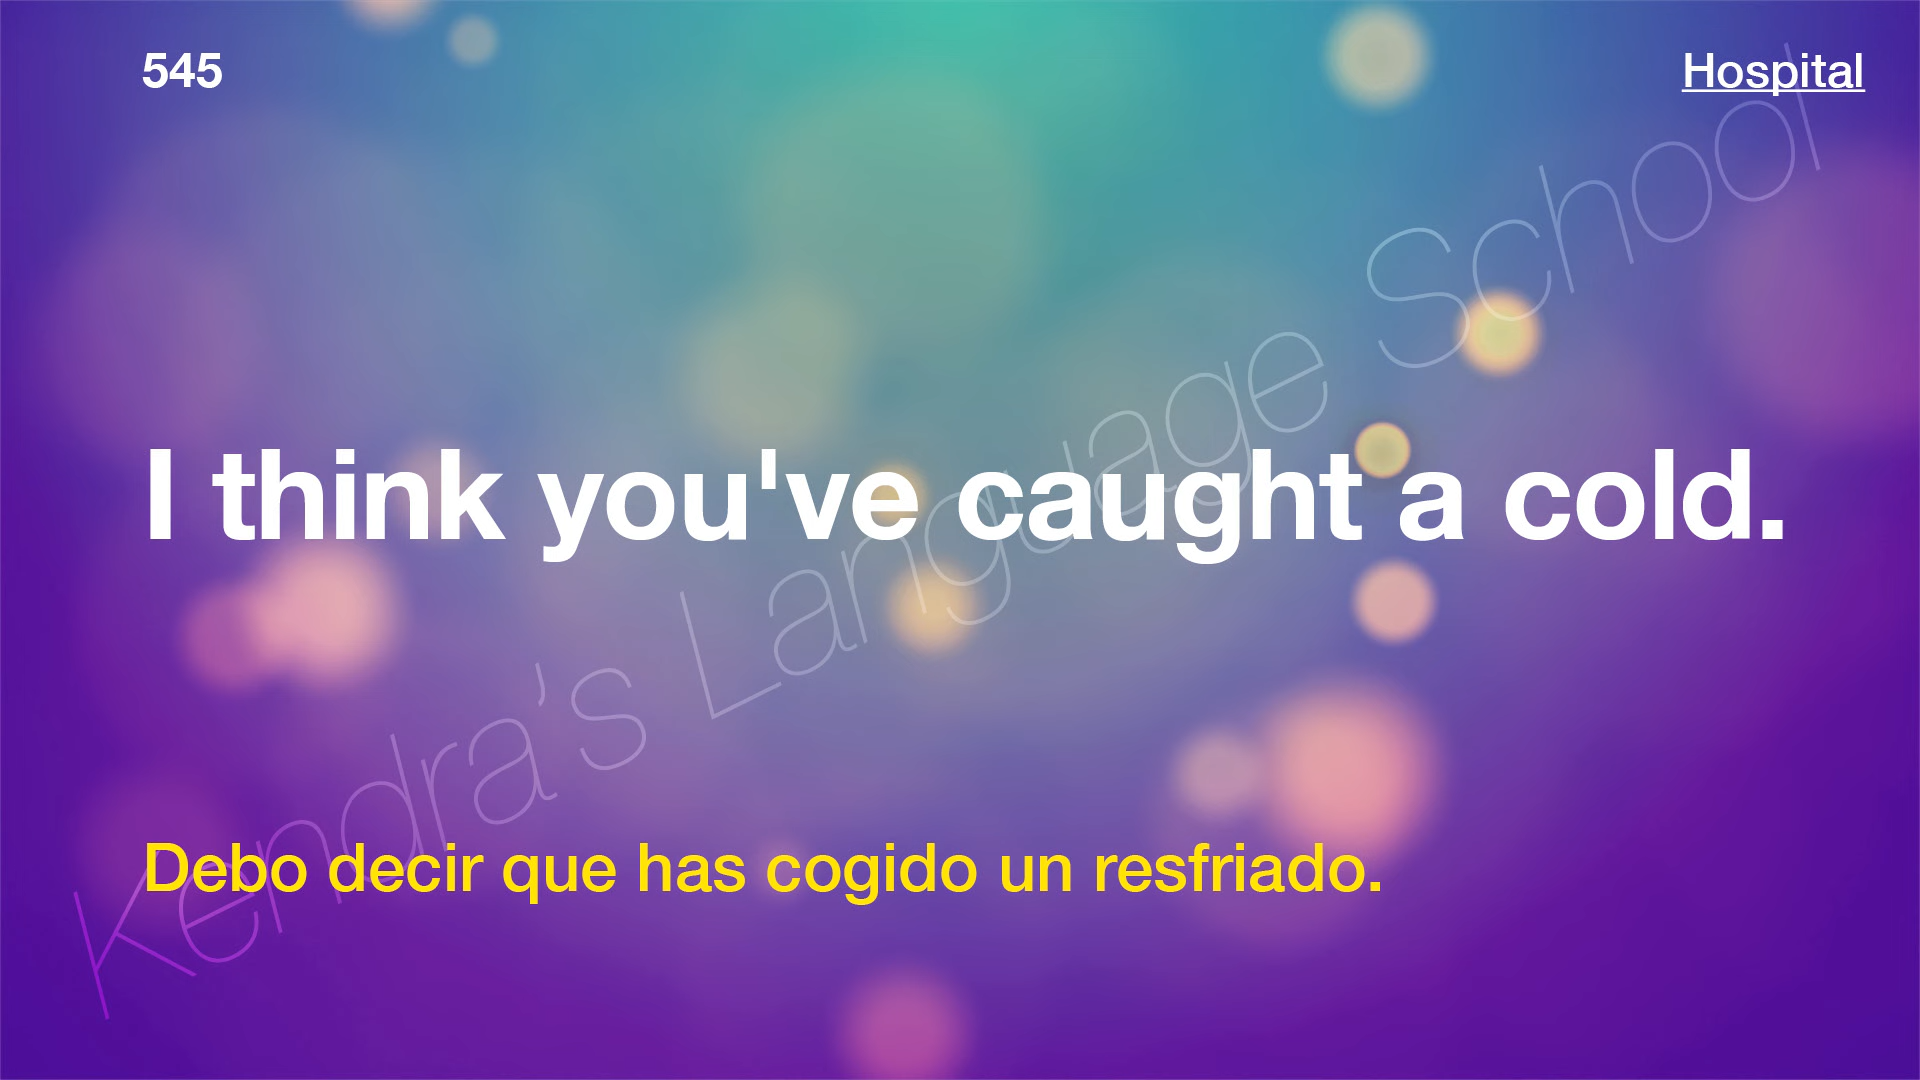 545
Hospital
I think you've caught a cold.
Debo decir que has cogido un resfriado.
Kendra’s Language School